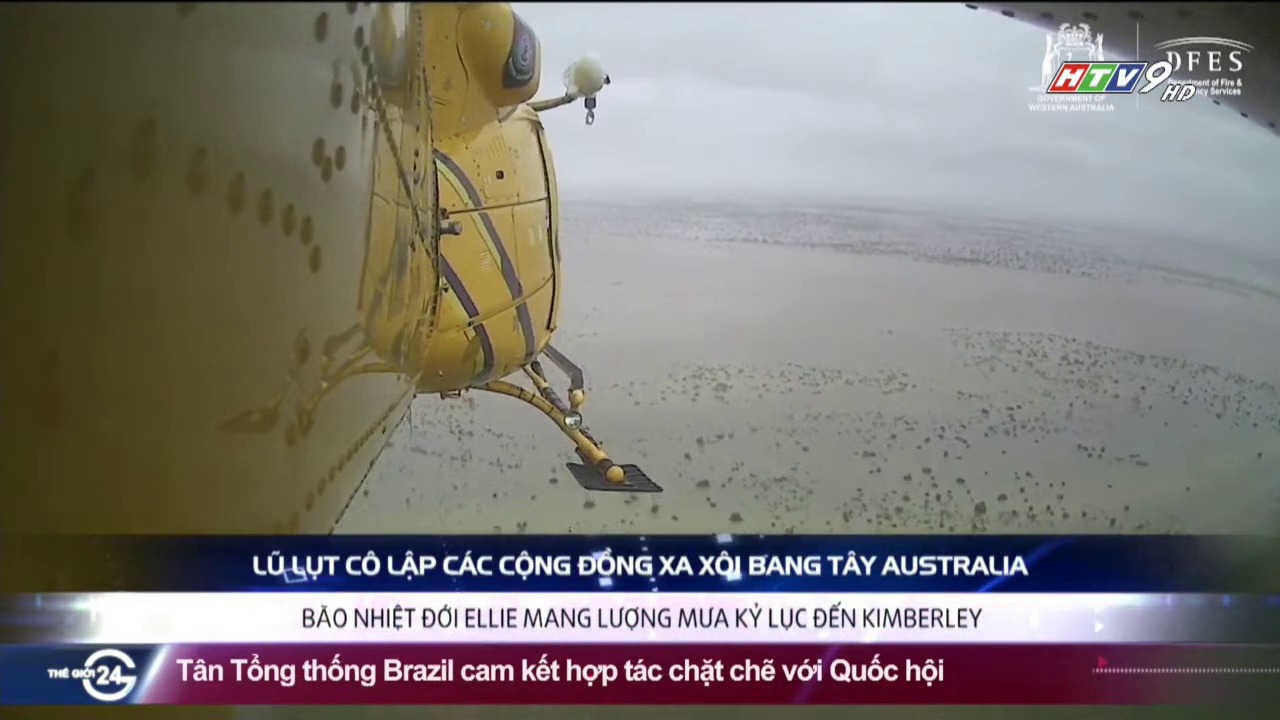 DFES
Department of Fire &
HTV9
HD
GOVERNMENT OF
WESTERN AUSTRALIA
cy Services
LŨ LỤT CÔ LẬP CÁC CỘNG ĐỒNG XA XÔI BANG TÂY AUSTRALIA
BÃO NHIỆT ĐỚI ELLIE MANG LƯỢNG MƯA KỶ LỤC ĐẾN KIMBERLEY
THẾ GIỚI 24G
Tân Tổng thống Brazil cam kết hợp tác chặt chẽ với Quốc hội